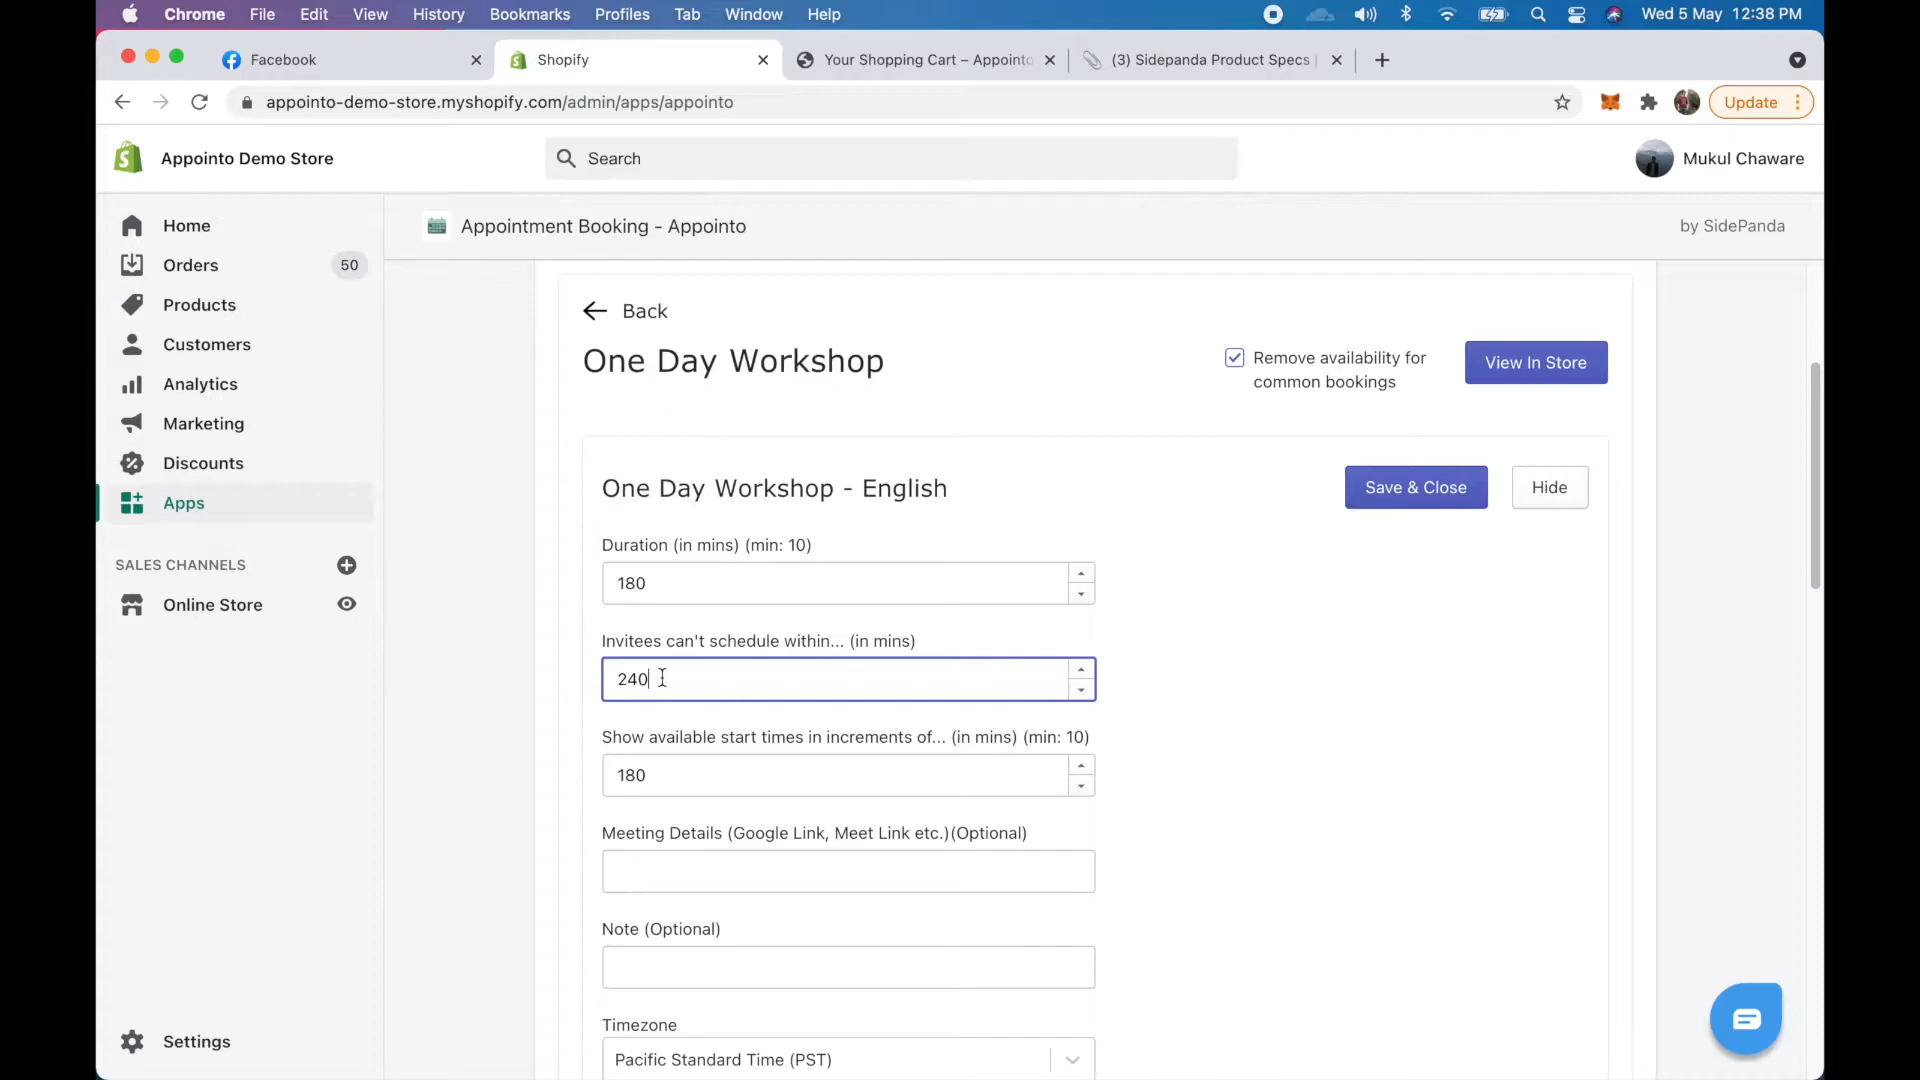 Chrome File Edit View History Bookmarks Profiles Tab Window Help Wed 5 May 12:38 PM
Facebook Shopify Your Shopping Cart – Appointo (3) Sidepanda Product Specs |
appointo-demo-store.myshopify.com/admin/apps/appointo Update
Appointo Demo Store Search Mukul Chaware
Home
Orders 50
Products
Customers
Analytics
Marketing
Discounts
Apps
SALES CHANNELS
Online Store
Settings
Appointment Booking - Appointo by SidePanda
Back
One Day Workshop
Remove availability for
common bookings
View In Store
One Day Workshop - English Save & Close Hide
Duration (in mins) (min: 10)
180
Invitees can't schedule within... (in mins)
240
Show available start times in increments of... (in mins) (min: 10)
180
Meeting Details (Google Link, Meet Link etc.)(Optional)
Note (Optional)
Timezone
Pacific Standard Time (PST)